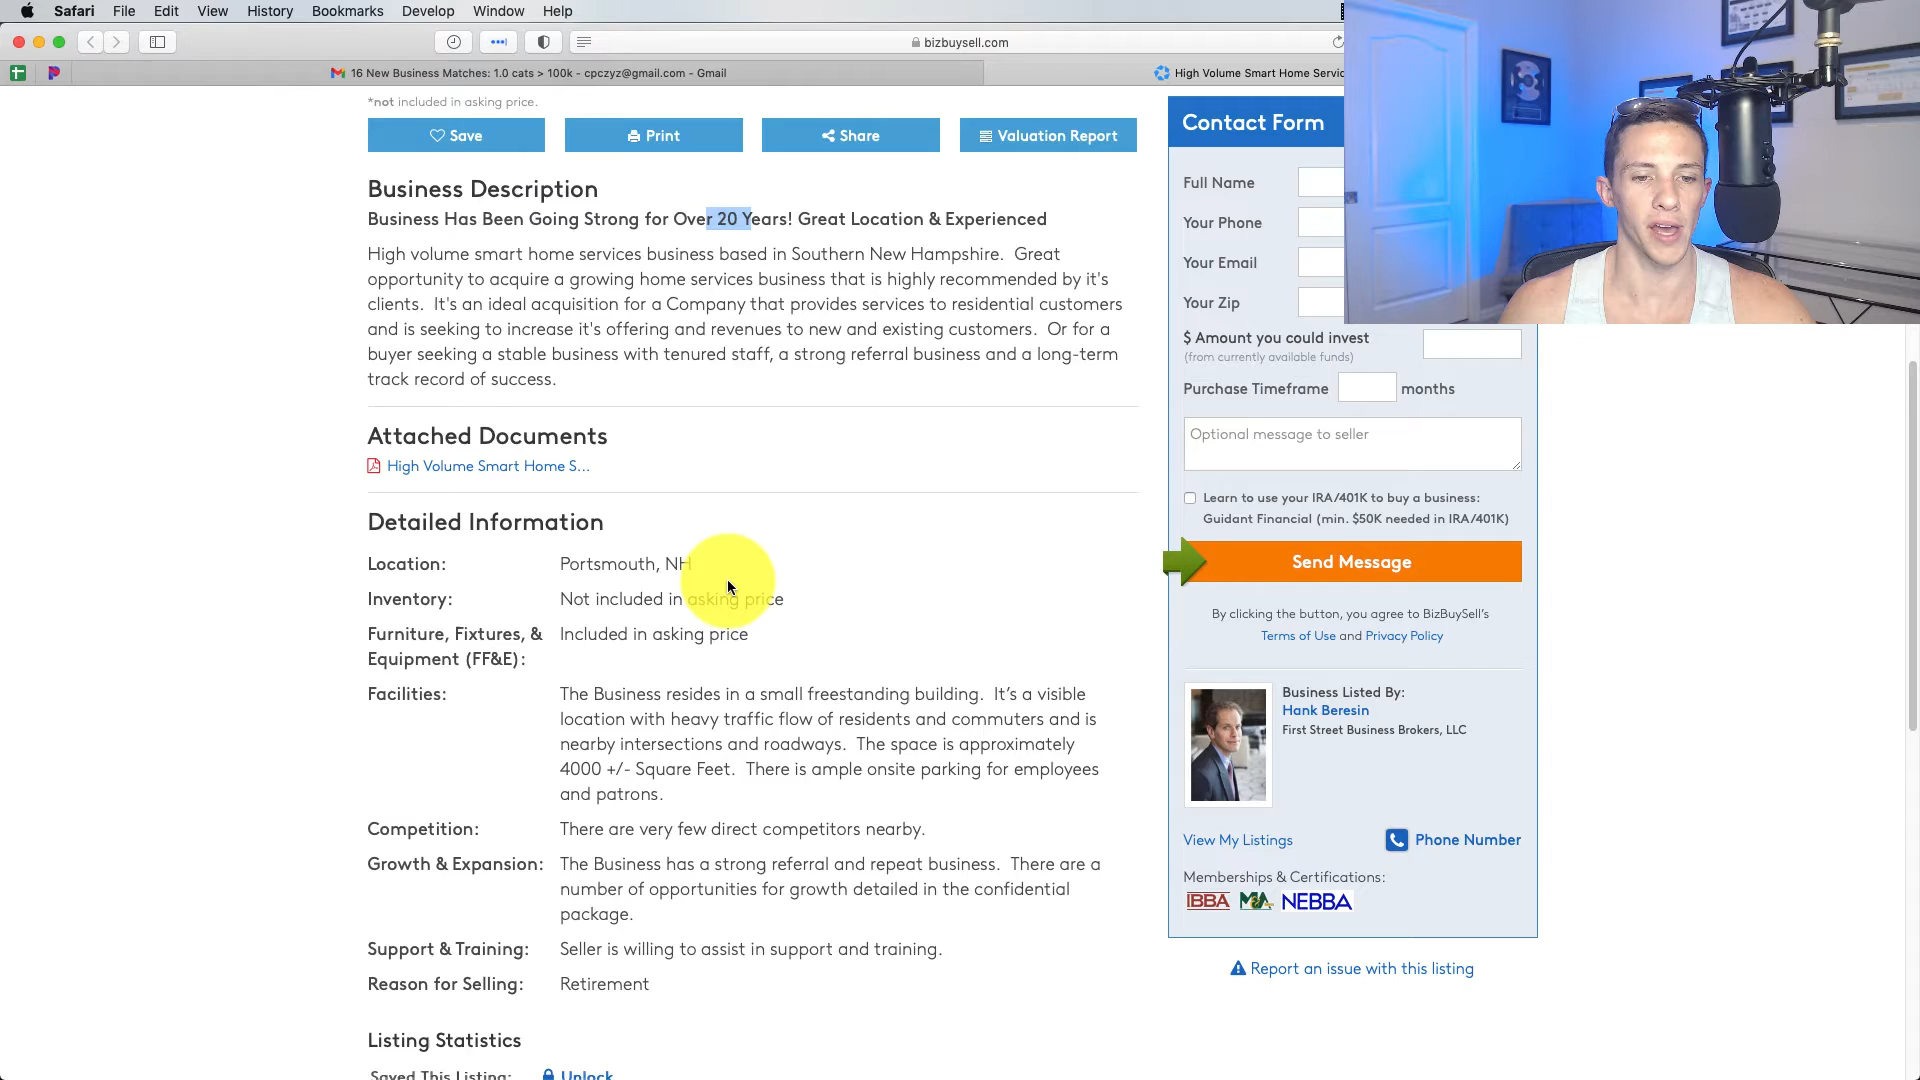 Safari File Edit View History Bookmarks Develop Window Help
bizbuysell.com
16 New Business Matches: 1.0 cats > 100k - cpczyz@gmail.com - Gmail
High Volume Smart Home Servic
*not included in asking price.
Save
Print
Share
Valuation Report
Business Description
Business Has Been Going Strong for Over 20 Years! Great Location & Experienced
High volume smart home services business based in Southern New Hampshire. Great
opportunity to acquire a growing home services business that is highly recommended by it's
clients. It's an ideal acquisition for a Company that provides services to residential customers
and is seeking to increase it's offering and revenues to new and existing customers. Or for a
buyer seeking a stable business with tenured staff, a strong referral business and a long-term
track record of success.
Attached Documents
High Volume Smart Home S...
Detailed Information
Location: Portsmouth, NH
Inventory: Not included in asking price
Furniture, Fixtures, & Included in asking price
Equipment (FF&E):
Facilities: The Business resides in a small freestanding building. It's a visible
location with heavy traffic flow of residents and commuters and is
nearby intersections and roadways. The space is approximately
4000 +/- Square Feet. There is ample onsite parking for employees
and patrons.
Competition: There are very few direct competitors nearby.
Growth & Expansion: The Business has a strong referral and repeat business. There are a
number of opportunities for growth detailed in the confidential
package.
Support & Training: Seller is willing to assist in support and training.
Reason for Selling: Retirement
Listing Statistics
Saved This Listing: Unlock
Contact Form
Full Name
Your Phone
Your Email
Your Zip
$ Amount you could invest
(from currently available funds)
Purchase Timeframe months
Optional message to seller
Learn to use your IRA/401K to buy a business:
Guidant Financial (min. $50K needed in IRA/401K)
Send Message
By clicking the button, you agree to BizBuySell's
Terms of Use and Privacy Policy
Business Listed By:
Hank Beresin
First Street Business Brokers, LLC
View My Listings
Phone Number
Memberships & Certifications:
IBBA M&A NEBBA
Report an issue with this listing